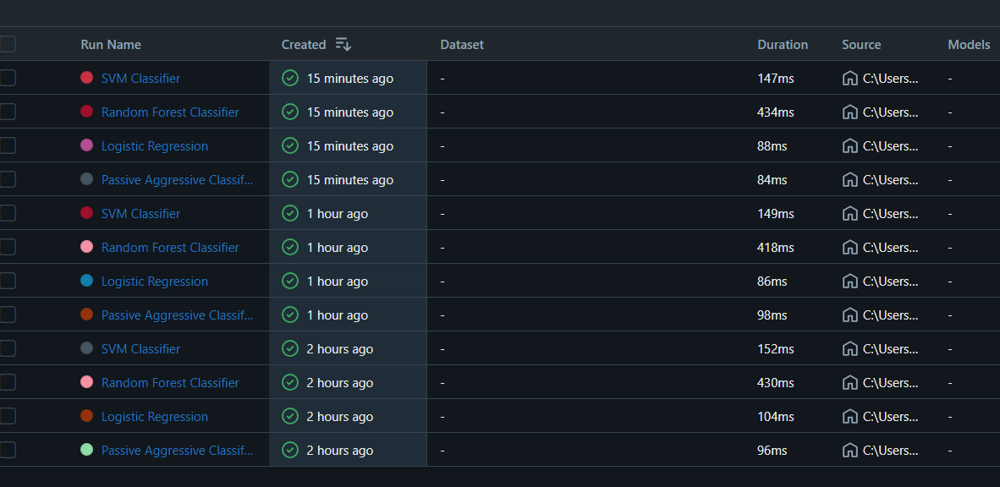 Run Name Created Dataset Duration Source Models
SVM Classifier 15 minutes ago - 147ms C:\Users... -
Random Forest Classifier 15 minutes ago - 434ms C:\Users... -
Logistic Regression 15 minutes ago - 88ms C:\Users... -
Passive Aggressive Classif... 15 minutes ago - 84ms C:\Users... -
SVM Classifier 1 hour ago - 149ms C:\Users... -
Random Forest Classifier 1 hour ago - 418ms C:\Users... -
Logistic Regression 1 hour ago - 86ms C:\Users... -
Passive Aggressive Classif... 1 hour ago - 98ms C:\Users... -
SVM Classifier 2 hours ago - 152ms C:\Users... -
Random Forest Classifier 2 hours ago - 430ms C:\Users... -
Logistic Regression 2 hours ago - 104ms C:\Users... -
Passive Aggressive Classif... 2 hours ago - 96ms C:\Users... -